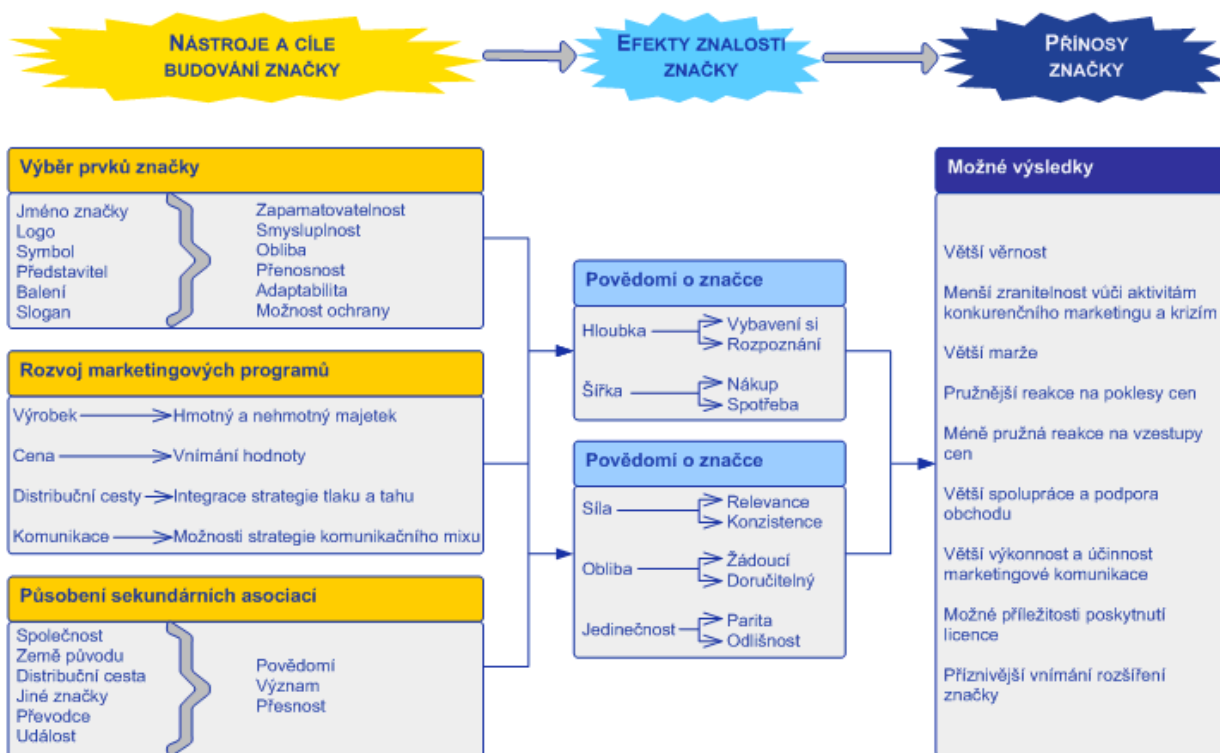 NÁSTROJE A CÍLE
BUDOVÁNÍ ZNAČKY
EFEKTY ZNALOSTI
ZNAČKY
PŘÍNOSY
ZNAČKY
Výběr prvků značky
Jméno značky
Logo
Symbol
Představitel
Balení
Slogan
Zapamatovatelnost
Smysluplnost
Obliba
Přenosnost
Adaptabilita
Možnost ochrany
Rozvoj marketingových programů
Výrobek
Hmotný a nehmotný majetek
Cena
Vnímání hodnoty
Distribuční cesty
Integrace strategie tlaku a tahu
Komunikace
Možnosti strategie komunikačního mixu
Působení sekundárních asociací
Společnost
Země původu
Distribuční cesta
Jiné značky
Převodce
Událost
Povědomí
Význam
Přesnost
Povědomí o značce
Hloubka
Vybavení si
Rozpoznání
Šířka
Nákup
Spotřeba
Povědomí o značce
Síla
Relevance
Konzistence
Obliba
Žádoucí
Doručitelný
Jedinečnost
Parita
Odlišnost
Možné výsledky
Větší věrnost
Menší zranitelnost vůči aktivitám
konkurenčního marketingu a krizím
Větší marže
Pružnější reakce na poklesy cen
Méně pružná reakce na vzestupy
cen
Větší spolupráce a podpora
obchodu
Větší výkonnost a účinnost
marketingové komunikace
Možné příležitosti poskytnutí
licence
Příznivější vnímání rozšíření
značky